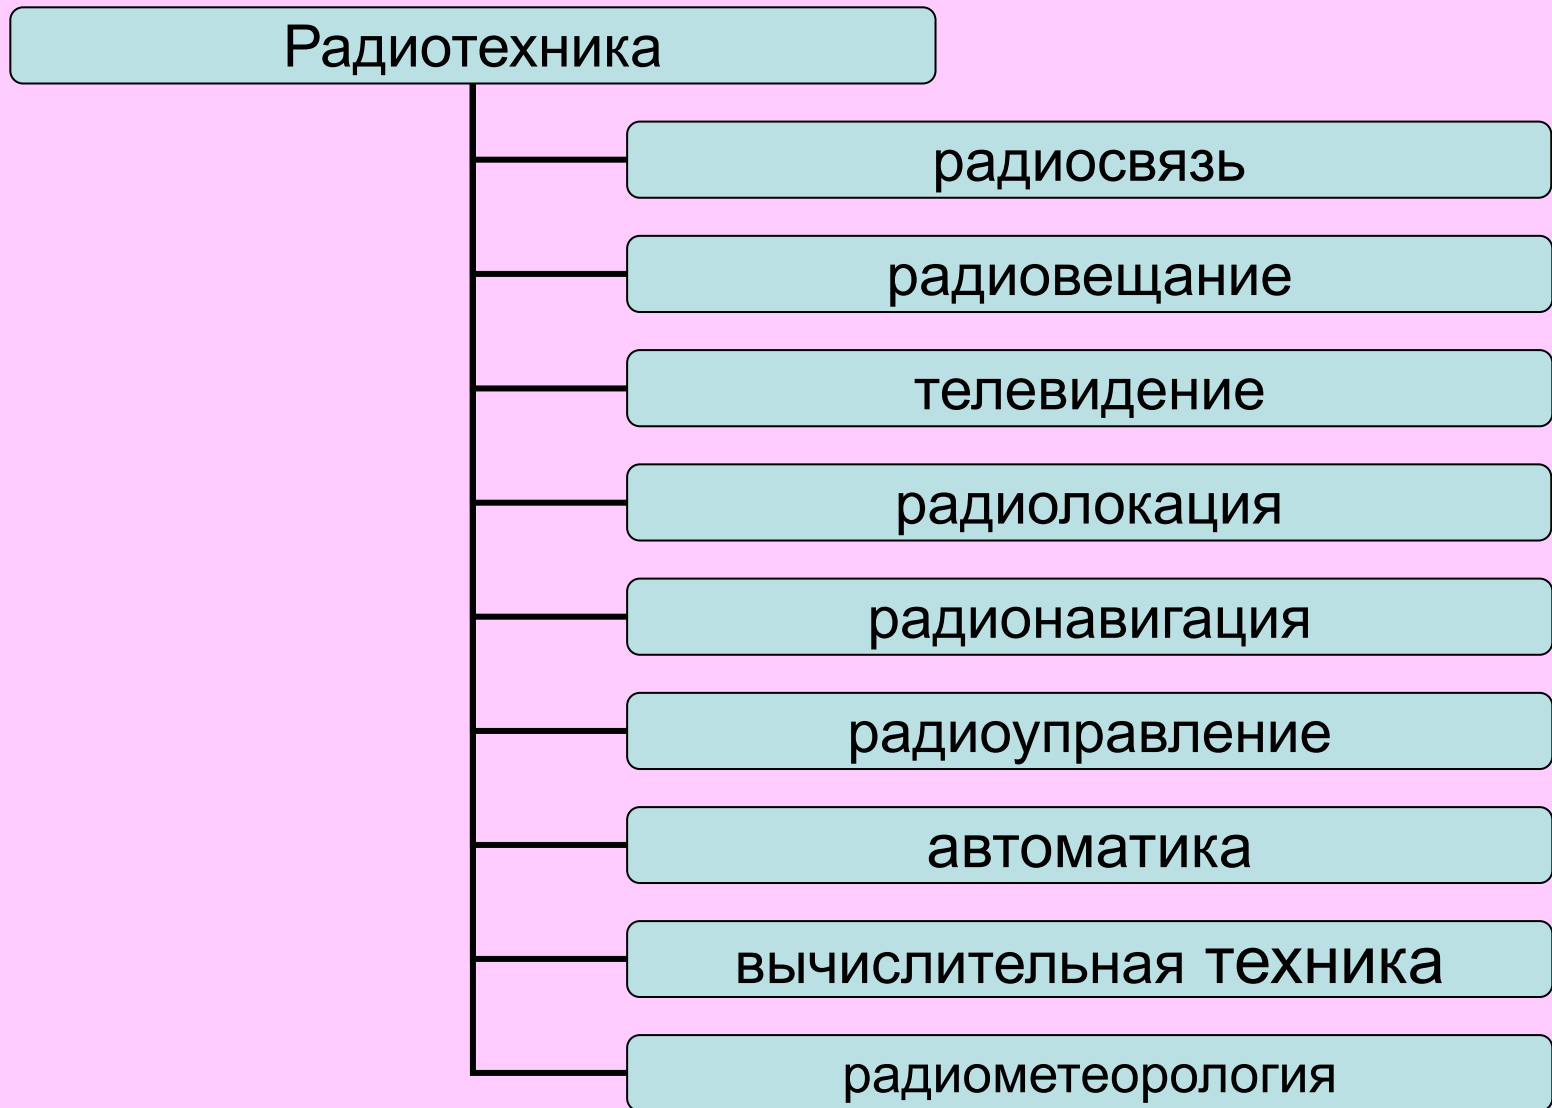 Радиотехника
радиосвязь
радиовещание
телевидение
радиолокация
радионавигация
радиоуправление
автоматика
вычислительная техника
радиометеорология